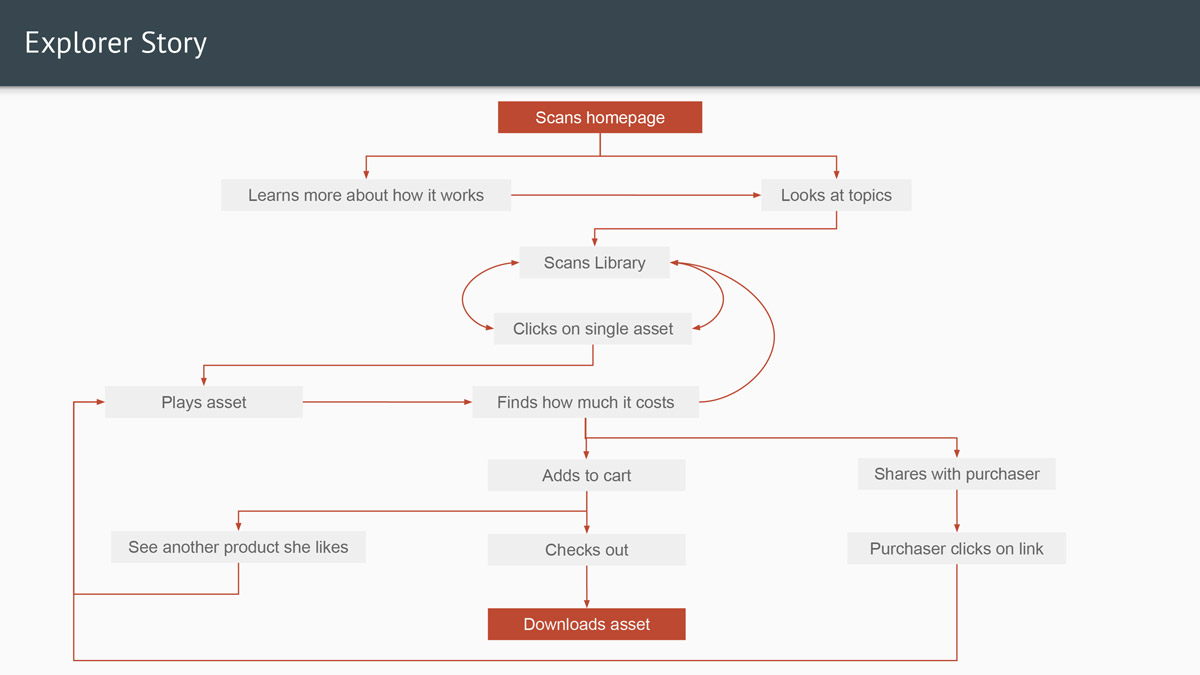 Explorer Story
Scans homepage
Learns more about how it works
Looks at topics
Scans Library
Clicks on single asset
Plays asset
Finds how much it costs
Adds to cart
Shares with purchaser
See another product she likes
Checks out
Purchaser clicks on link
Downloads asset